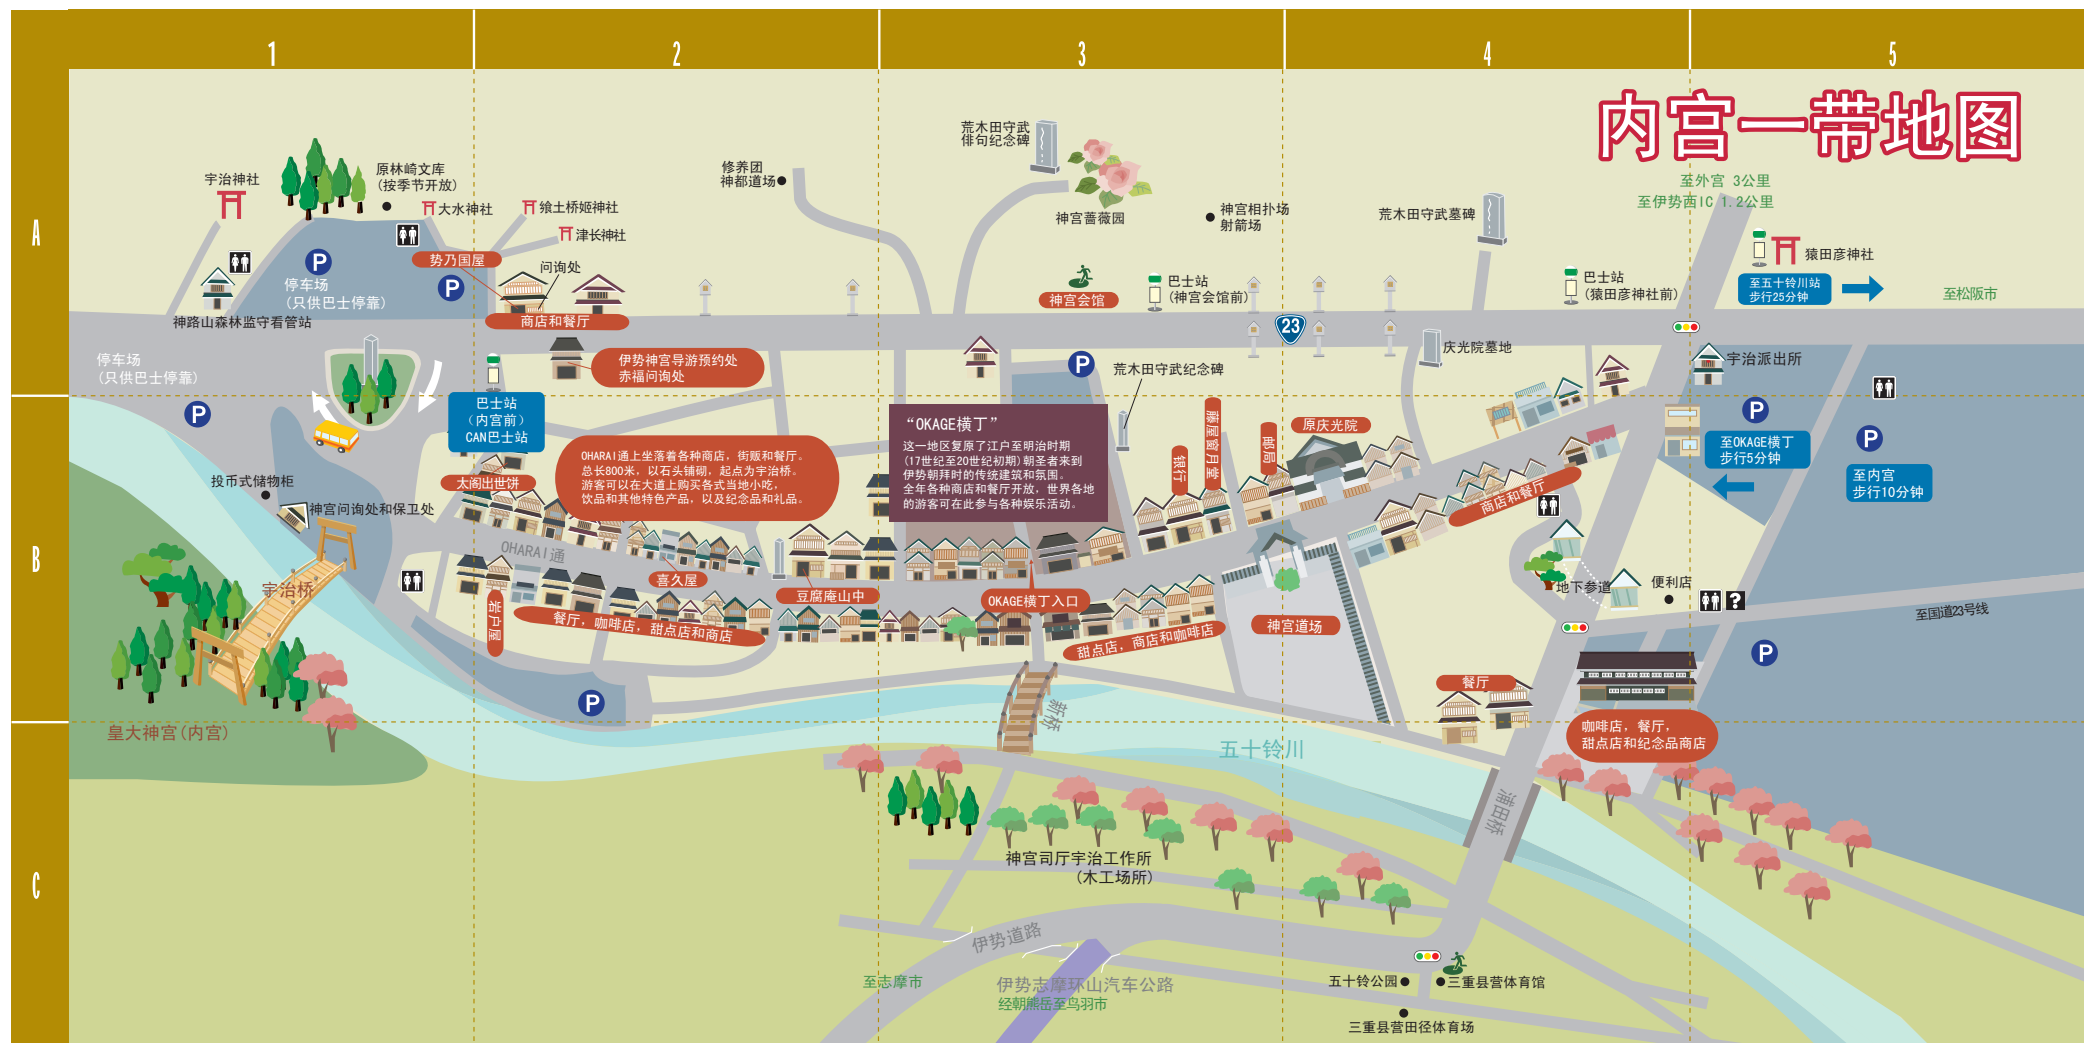 1
2
3
4
5
A
B
C
内宫一带地图
至外宫 3公里
至伊势西IC 1.2公里
宇治神社
原林崎文库
(按季节开放)
大水神社
飨土桥姬神社
津长神社
势乃国屋
问询处
商店和餐厅
停车场
(只供巴士停靠)
神路山森林监守看管站
P
P
停车场
(只供巴士停靠)
P
修养团
神都道场
荒木田守武
俳句纪念碑
神宫蔷薇园
神宫相扑场
射箭场
神宫会馆
巴士站
(神宫会馆前)
荒木田守武墓碑
巴士站
(猿田彦神社前)
猿田彦神社
至五十铃川站
步行25分钟
至松阪市
23
伊势神宫导游预约处
赤福问询处
P
荒木田守武纪念碑
庆光院墓地
宇治派出所
巴士站
(内宫前)
CAN巴士站
OHARAI通上坐落着各种商店，街贩和餐厅。
总长800米，以石头铺砌，起点为宇治桥。
游客可以在大道上购买各式当地小吃，
饮品和其他特色产品，以及纪念品和礼品。
“OKAGE横丁”
这一地区复原了江户至明治时期
(17世纪至20世纪初期)朝圣者来到
伊势朝拜时的传统建筑和氛围。
全年各种商店和餐厅开放，世界各地
的游客可在此参与各种娱乐活动。
银行
藤屋窗月堂
邮局
原庆光院
商店和餐厅
P
至OKAGE横丁
步行5分钟
P
至内宫
步行10分钟
投币式储物柜
神宫问询处和保卫处
太阁出世饼
OHARAI通
喜久屋
豆腐庵山中
OKAGE横丁入口
岩户屋
餐厅，咖啡店，甜点店和商店
甜点店，商店和咖啡店
神宫道场
宇治桥
地下参道
便利店
?
至国道23号线
P
P
餐厅
咖啡店，餐厅，
甜点店和纪念品商店
皇大神宫(内宫)
新桥
五十铃川
浦田桥
神宫司厅宇治工作所
(木工场所)
伊势道路
至志摩市
伊势志摩环山汽车公路
经朝熊岳至鸟羽市
五十铃公园
三重县营体育馆
三重县营田径体育场